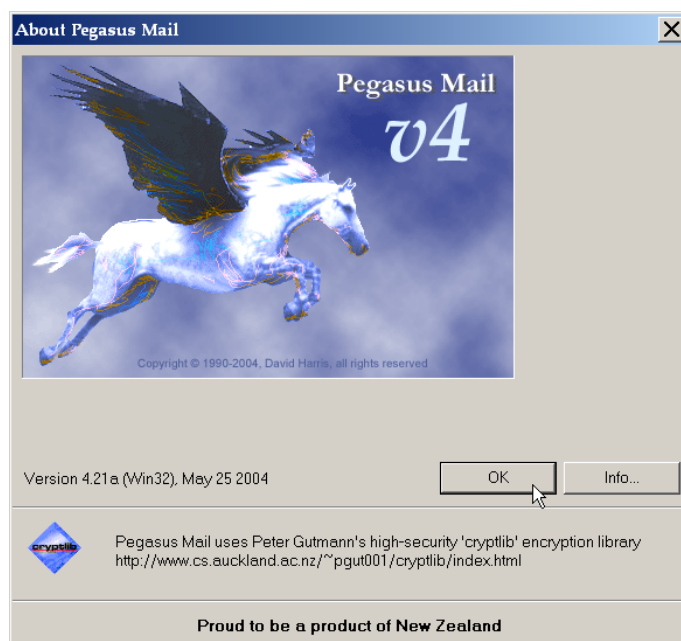 About Pegasus Mail
Pegasus Mail
v4
Copyright © 1990-2004, David Harris, all rights reserved
Version 4.21a (Win32), May 25 2004
OK
Info...
cryptlib
Pegasus Mail uses Peter Gutmann's high-security 'cryptlib' encryption library
http://www.cs.auckland.ac.nz/~pgut001/cryptlib/index.html
Proud to be a product of New Zealand